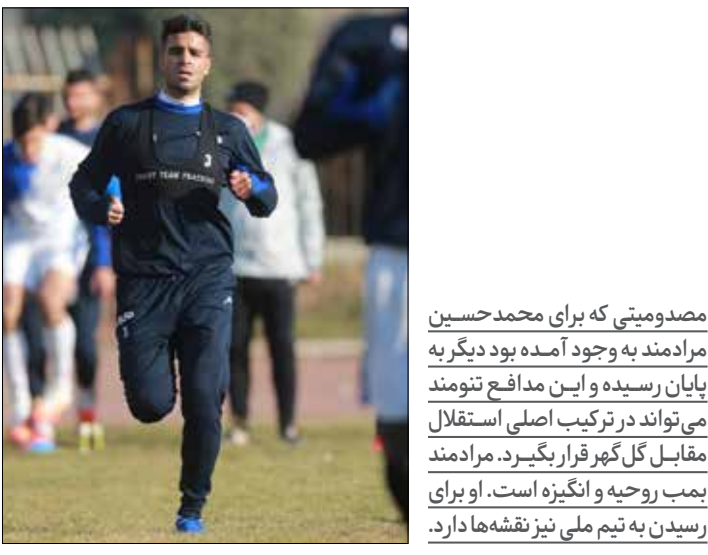 مصدومیتی که برای محمدحسین
مرادمند به وجود آمده بود دیگر به
پایان رسیده و این مدافع تنومند
می‌تواند در ترکیب اصلی استقلال
مقابل گل‌گهر قرار بگیرد. مرادمند
بمب روحیه و انگیزه است. او برای
رسیدن به تیم ملی نیز نقشه‌ها دارد.